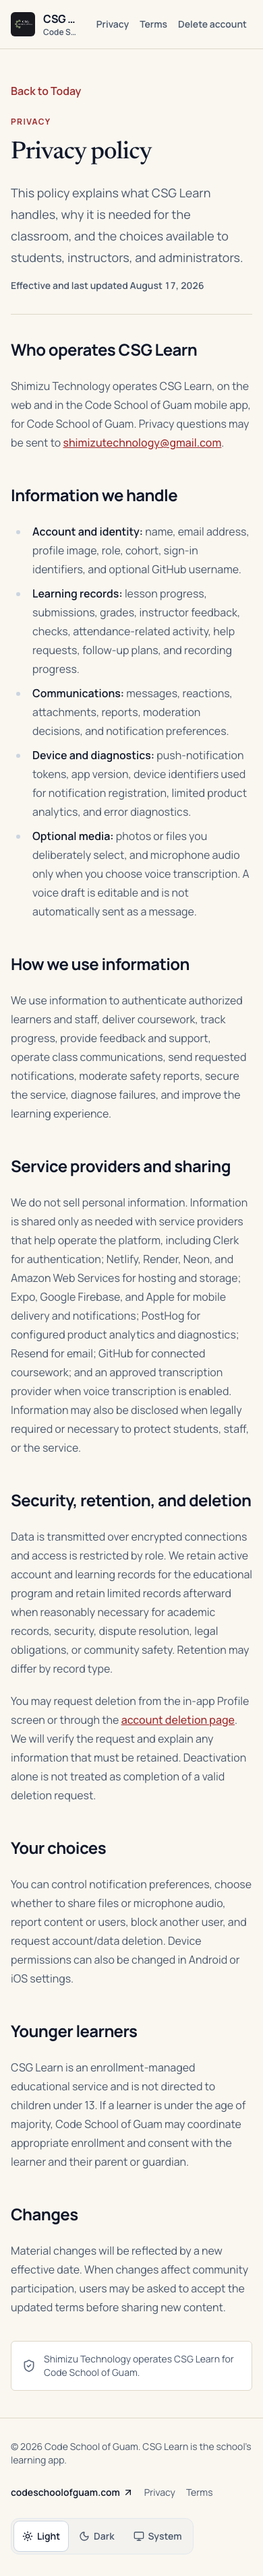 CSG ...
Code S...
Privacy Terms Delete account
Back to Today
PRIVACY
Privacy policy
This policy explains what CSG Learn
handles, why it is needed for the
classroom, and the choices available to
students, instructors, and administrators.
Effective and last updated August 17, 2026
Who operates CSG Learn
Shimizu Technology operates CSG Learn, on the
web and in the Code School of Guam mobile app,
for Code School of Guam. Privacy questions may
be sent to shimizutechnology@gmail.com.
Information we handle
Account and identity: name, email address,
profile image, role, cohort, sign-in
identifiers, and optional GitHub username.
Learning records: lesson progress,
submissions, grades, instructor feedback,
checks, attendance-related activity, help
requests, follow-up plans, and recording
progress.
Communications: messages, reactions,
attachments, reports, moderation
decisions, and notification preferences.
Device and diagnostics: push-notification
tokens, app version, device identifiers used
for notification registration, limited product
analytics, and error diagnostics.
Optional media: photos or files you
deliberately select, and microphone audio
only when you choose voice transcription. A
voice draft is editable and is not
automatically sent as a message.
How we use information
We use information to authenticate authorized
learners and staff, deliver coursework, track
progress, provide feedback and support,
operate class communications, send requested
notifications, moderate safety reports, secure
the service, diagnose failures, and improve the
learning experience.
Service providers and sharing
We do not sell personal information. Information
is shared only as needed with service providers
that help operate the platform, including Clerk
for authentication; Netlify, Render, Neon, and
Amazon Web Services for hosting and storage;
Expo, Google Firebase, and Apple for mobile
delivery and notifications; PostHog for
configured product analytics and diagnostics;
Resend for email; GitHub for connected
coursework; and an approved transcription
provider when voice transcription is enabled.
Information may also be disclosed when legally
required or necessary to protect students, staff,
or the service.
Security, retention, and deletion
Data is transmitted over encrypted connections
and access is restricted by role. We retain active
account and learning records for the educational
program and retain limited records afterward
when reasonably necessary for academic
records, security, dispute resolution, legal
obligations, or community safety. Retention may
differ by record type.
You may request deletion from the in-app Profile
screen or through the account deletion page.
We will verify the request and explain any
information that must be retained. Deactivation
alone is not treated as completion of a valid
deletion request.
Your choices
You can control notification preferences, choose
whether to share files or microphone audio,
report content or users, block another user, and
request account/data deletion. Device
permissions can also be changed in Android or
iOS settings.
Younger learners
CSG Learn is an enrollment-managed
educational service and is not directed to
children under 13. If a learner is under the age of
majority, Code School of Guam may coordinate
appropriate enrollment and consent with the
learner and their parent or guardian.
Changes
Material changes will be reflected by a new
effective date. When changes affect community
participation, users may be asked to accept the
updated terms before sharing new content.
Shimizu Technology operates CSG Learn for
Code School of Guam.
© 2026 Code School of Guam. CSG Learn is the school's
learning app.
codeschoolofguam.com Privacy Terms
Light Dark System